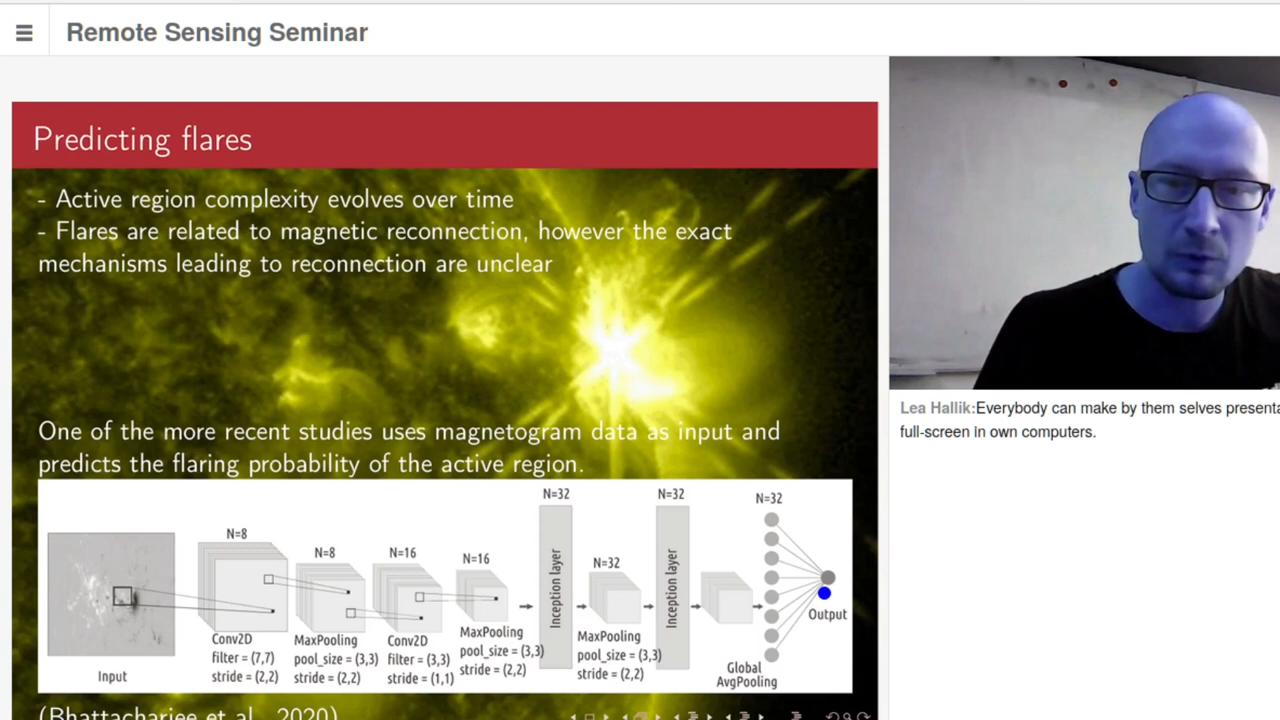 Remote Sensing Seminar
Predicting flares
- Active region complexity evolves over time
- Flares are related to magnetic reconnection, however the exact
mechanisms leading to reconnection are unclear
One of the more recent studies uses magnetogram data as input and
predicts the flaring probability of the active region.
Input
N=8
Conv2D
filter = (7,7)
stride = (2,2)
N=8
MaxPooling
pool_size = (3,3)
stride = (2,2)
N=16
Conv2D
filter = (3,3)
stride = (1,1)
N=16
MaxPooling
pool_size = (3,3)
stride = (2,2)
N=32
Inception layer
N=32
MaxPooling
pool_size = (3,3)
stride = (2,2)
N=32
Inception layer
Global
AvgPooling
N=32
Output
(Bhattacharjee et al., 2020)
Lea Hallik:Everybody can make by them selves
full-screen in own computers.